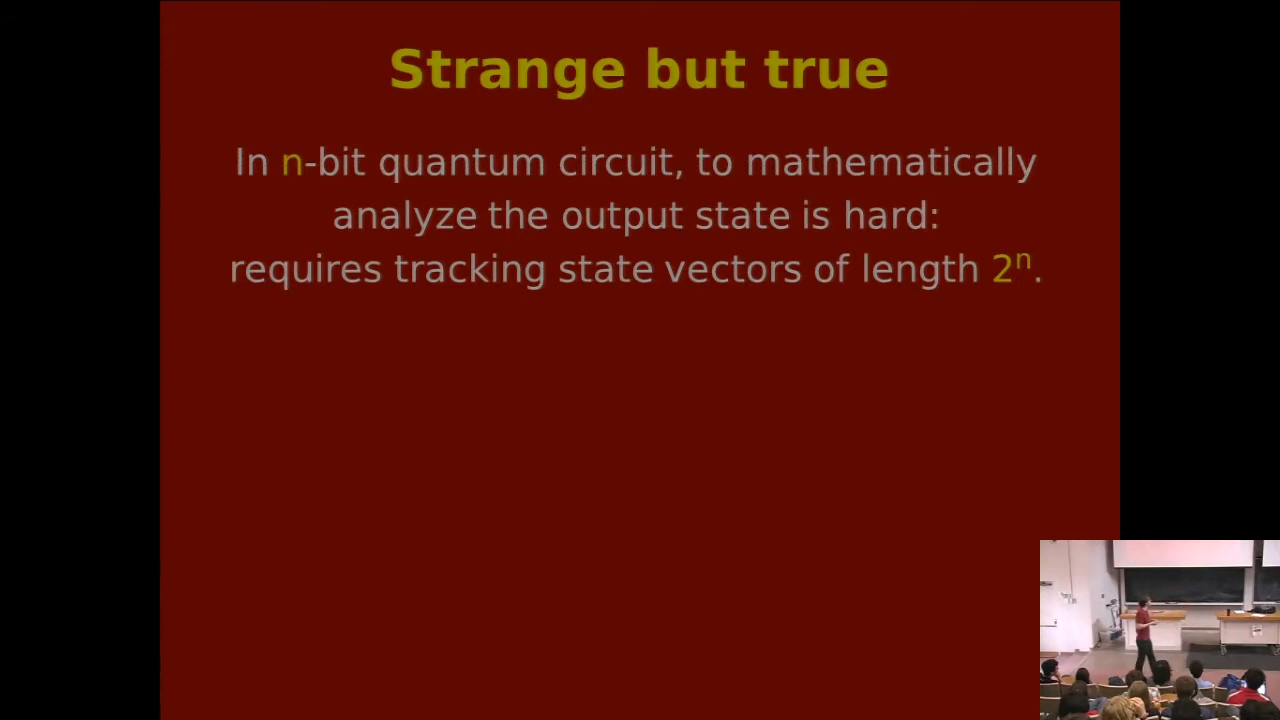 Strange but true
In n-bit quantum circuit, to mathematically
analyze the output state is hard:
requires tracking state vectors of length 2ⁿ.